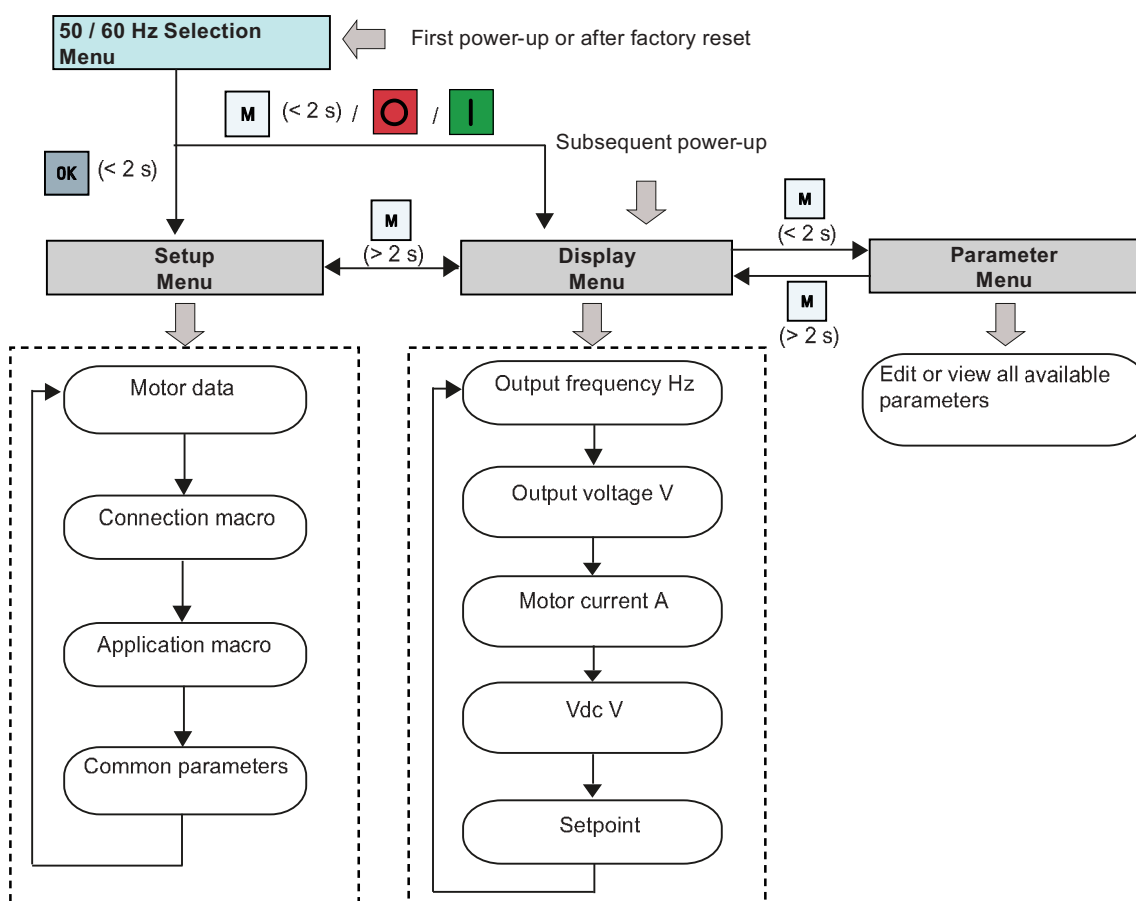 50 / 60 Hz Selection
Menu
First power-up or after factory reset
M (< 2 s) / O / I
OK (< 2 s)
Subsequent power-up
M
(> 2 s)
M
(< 2 s)
Setup
Menu
Display
Menu
Parameter
Menu
M
(> 2 s)
Motor data
Connection macro
Application macro
Common parameters
Output frequency Hz
Output voltage V
Motor current A
Vdc V
Setpoint
Edit or view all available
parameters